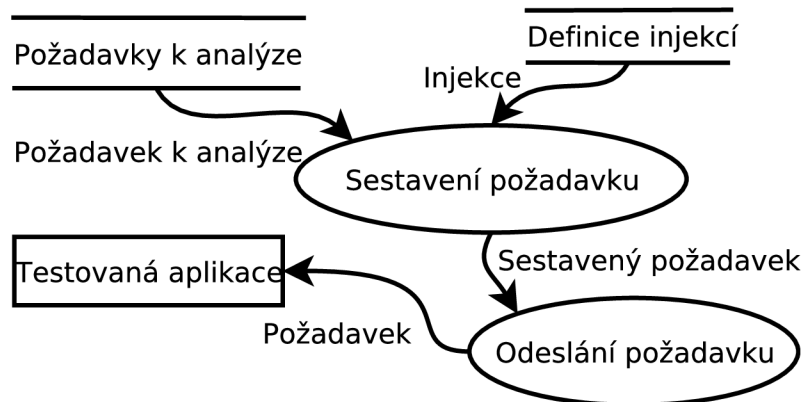 Definice injekcí
Požadavky k analýze
Injekce
Požadavek k analýze
Sestavení požadavku
Sestavený požadavek
Testovaná aplikace
Požadavek
Odeslání požadavku